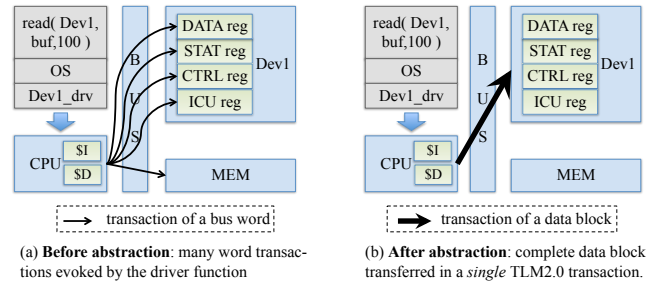 read( Dev1,
buf,100 )
OS
Dev1_drv
CPU
$I
$D
B
U
S
DATA reg
STAT reg
CTRL reg
ICU reg
Dev1
MEM
transaction of a bus word
(a) Before abstraction: many word transac-
tions evoked by the driver function
read( Dev1,
buf,100 )
OS
Dev1_drv
CPU
$I
$D
B
U
S
DATA reg
STAT reg
CTRL reg
ICU reg
Dev1
MEM
transaction of a data block
(b) After abstraction: complete data block
transferred in a single TLM2.0 transaction.